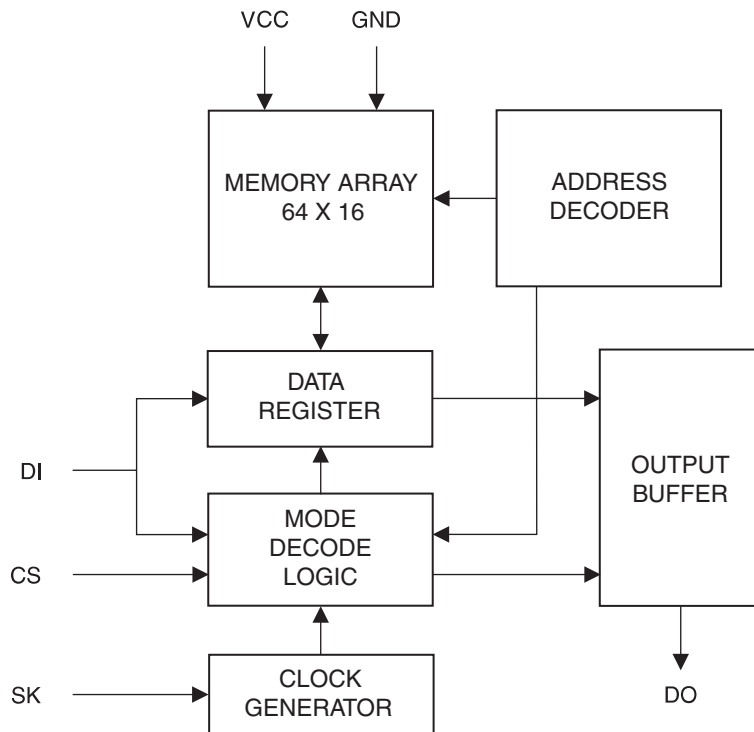 VCC
GND
MEMORY ARRAY
64 X 16
ADDRESS
DECODER
DATA
REGISTER
DI
OUTPUT
BUFFER
MODE
DECODE
LOGIC
CS
CLOCK
GENERATOR
SK
DO